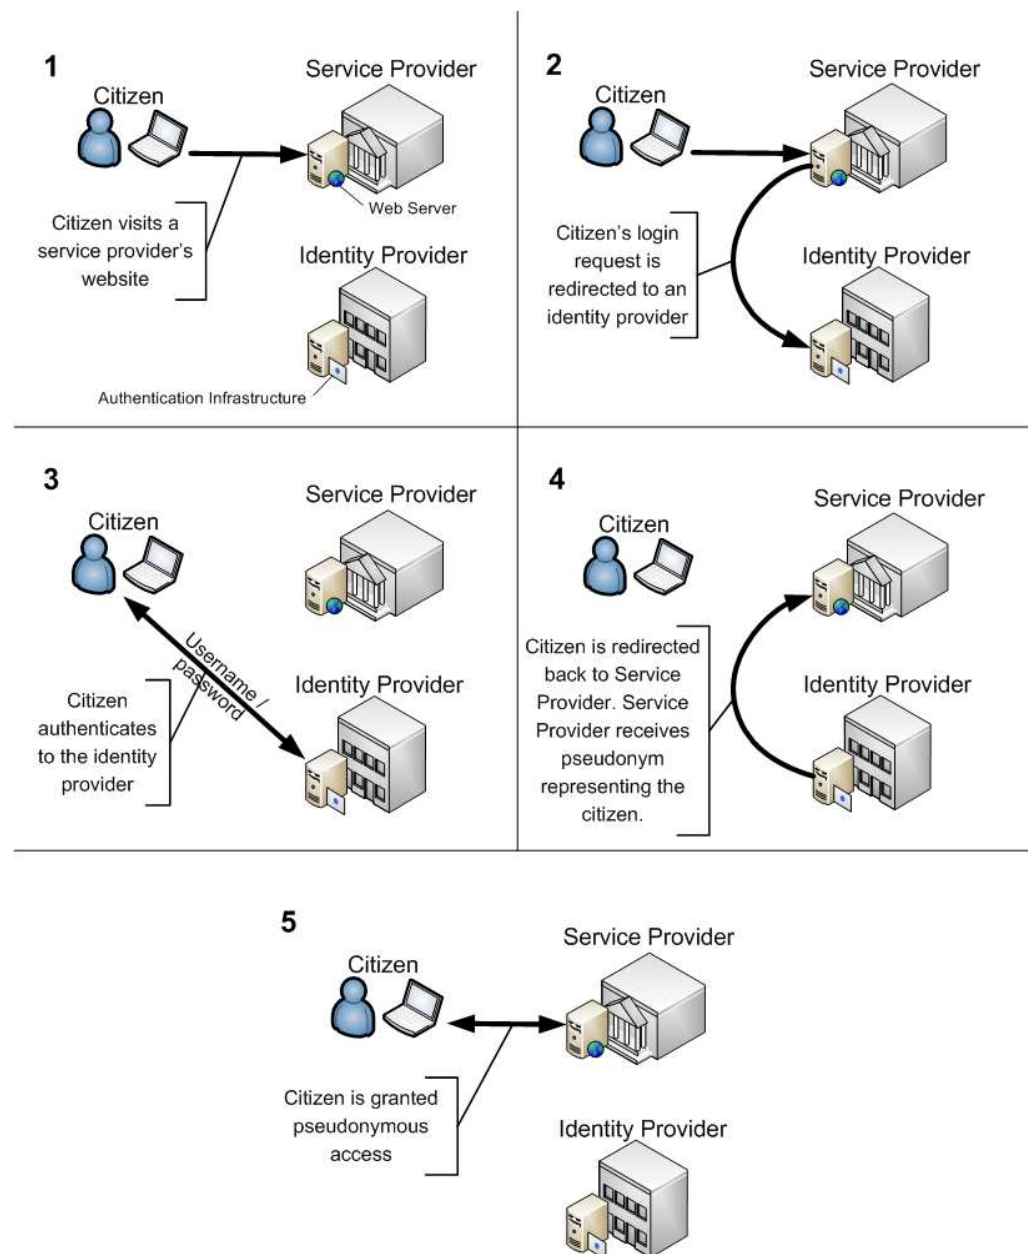 1
Service Provider
Citizen
Web Server
Citizen visits a
service provider's
website
Identity Provider
Authentication Infrastructure
2
Service Provider
Citizen
Citizen's login
request is
redirected to an
identity provider
Identity Provider
3
Service Provider
Citizen
Username /
password
Identity Provider
Citizen
authenticates
to the identity
provider
4
Service Provider
Citizen
Citizen is redirected
back to Service
Provider. Service
Provider receives
pseudonym
representing the
citizen.
Identity Provider
5
Service Provider
Citizen
Citizen is granted
pseudonymous
access
Identity Provider